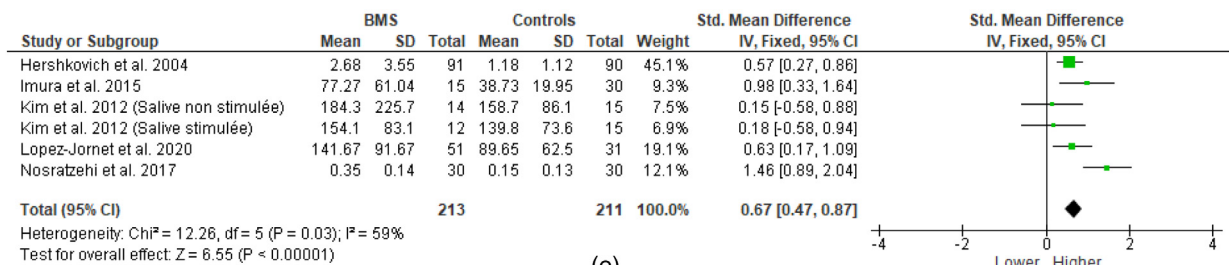 BMS Controls Std. Mean Difference Std. Mean Difference
Study or Subgroup Mean SD Total Mean SD Total Weight IV, Fixed, 95% CI IV, Fixed, 95% CI
Hershkovich et al. 2004 2.68 3.55 91 1.18 1.12 90 45.1% 0.57 [0.27, 0.86]
Imura et al. 2015 77.27 61.04 15 38.73 19.95 30 9.3% 0.98 [0.33, 1.64]
Kim et al. 2012 (Salive non stimulée) 184.3 225.7 14 158.7 86.1 15 7.5% 0.15 [-0.58, 0.88]
Kim et al. 2012 (Salive stimulée) 154.1 83.1 12 139.8 73.6 15 6.9% 0.18 [-0.58, 0.94]
Lopez-Jornet et al. 2020 141.67 91.67 51 89.65 62.5 31 19.1% 0.63 [0.17, 1.09]
Nosratzehi et al. 2017 0.35 0.14 30 0.15 0.13 30 12.1% 1.46 [0.89, 2.04]
Total (95% CI) 213 211 100.0% 0.67 [0.47, 0.87]
Heterogeneity: Chi² = 12.26, df = 5 (P = 0.03); I² = 59%
Test for overall effect: Z = 6.55 (P < 0.00001)
-4 -2 0 2 4
Lower Higher